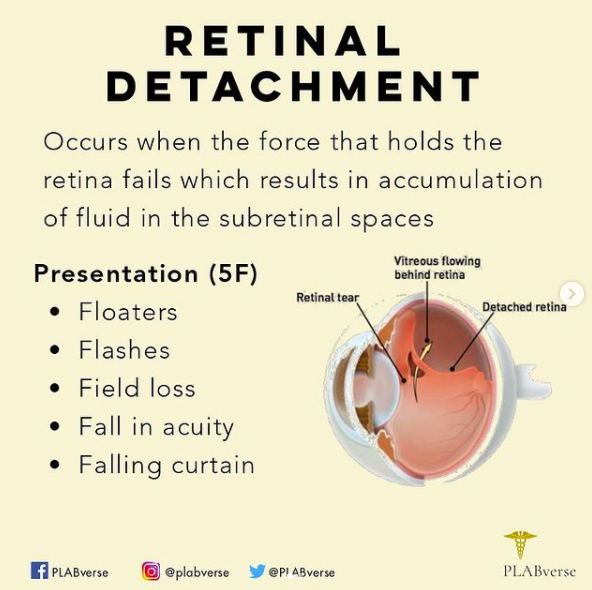 RETINAL
DETACHMENT
Occurs when the force that holds the
retina fails which results in accumulation
of fluid in the subretinal spaces
Presentation (5F)
• Floaters
• Flashes
• Field loss
• Fall in acuity
• Falling curtain
Vitreous flowing
behind retina
Retinal tear
Detached retina
PLABverse
@plabverse
@PLABverse
PLABverse